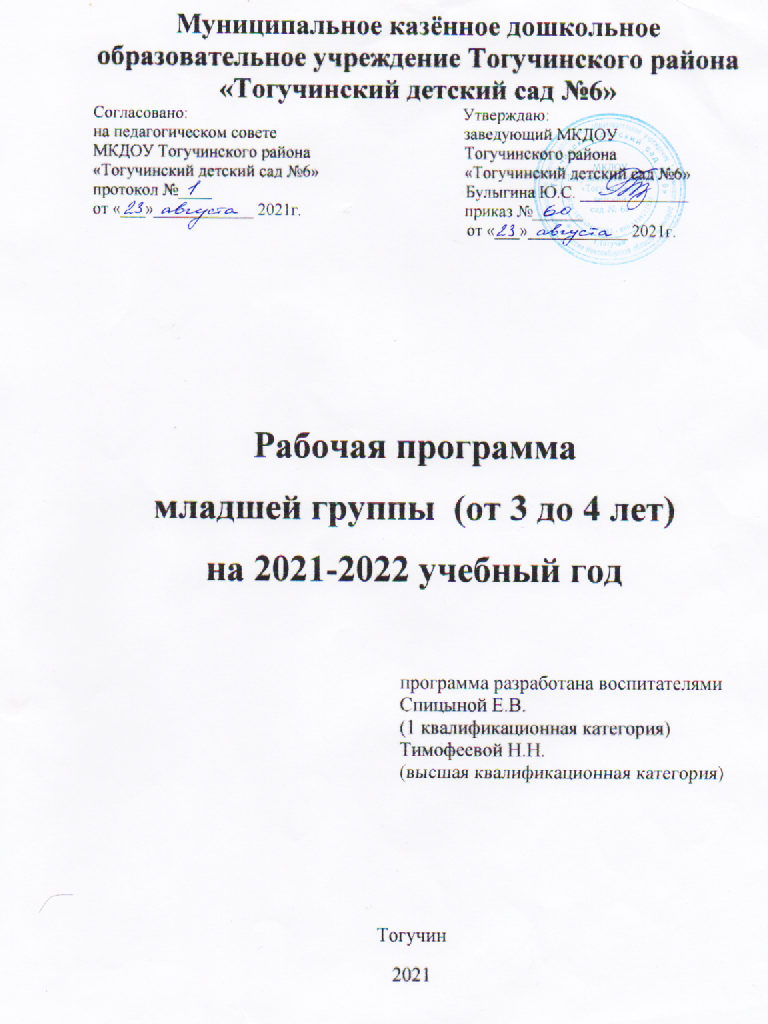 Муниципальное казённое дошкольное
образовательное учреждение Тогучинского района
«Тогучинский детский сад №6»
Согласовано:
на педагогическом совете
МКДОУ Тогучинского района
«Тогучинский детский сад №6»
протокол № 1
от «23» августа 2021г.
Утверждаю:
заведующий МКДОУ
Тогучинского района
«Тогучинский детский сад №6»
Булыгина Ю.С.
приказ № 60
от «23» августа 2021г.
Рабочая программа
младшей группы (от 3 до 4 лет)
на 2021-2022 учебный год
программа разработана воспитателями
Спицыной Е.В.
(1 квалификационная категория)
Тимофеевой Н.Н.
(высшая квалификационная категория)
Тогучин
2021